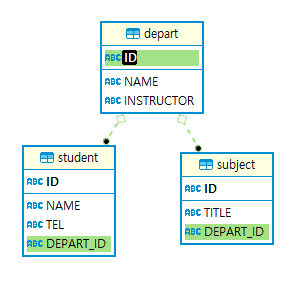 depart
ABC ID
ABC NAME
ABC INSTRUCTOR
student
ABC ID
ABC NAME
ABC TEL
ABC DEPART_ID
subject
ABC ID
ABC TITLE
ABC DEPART_ID